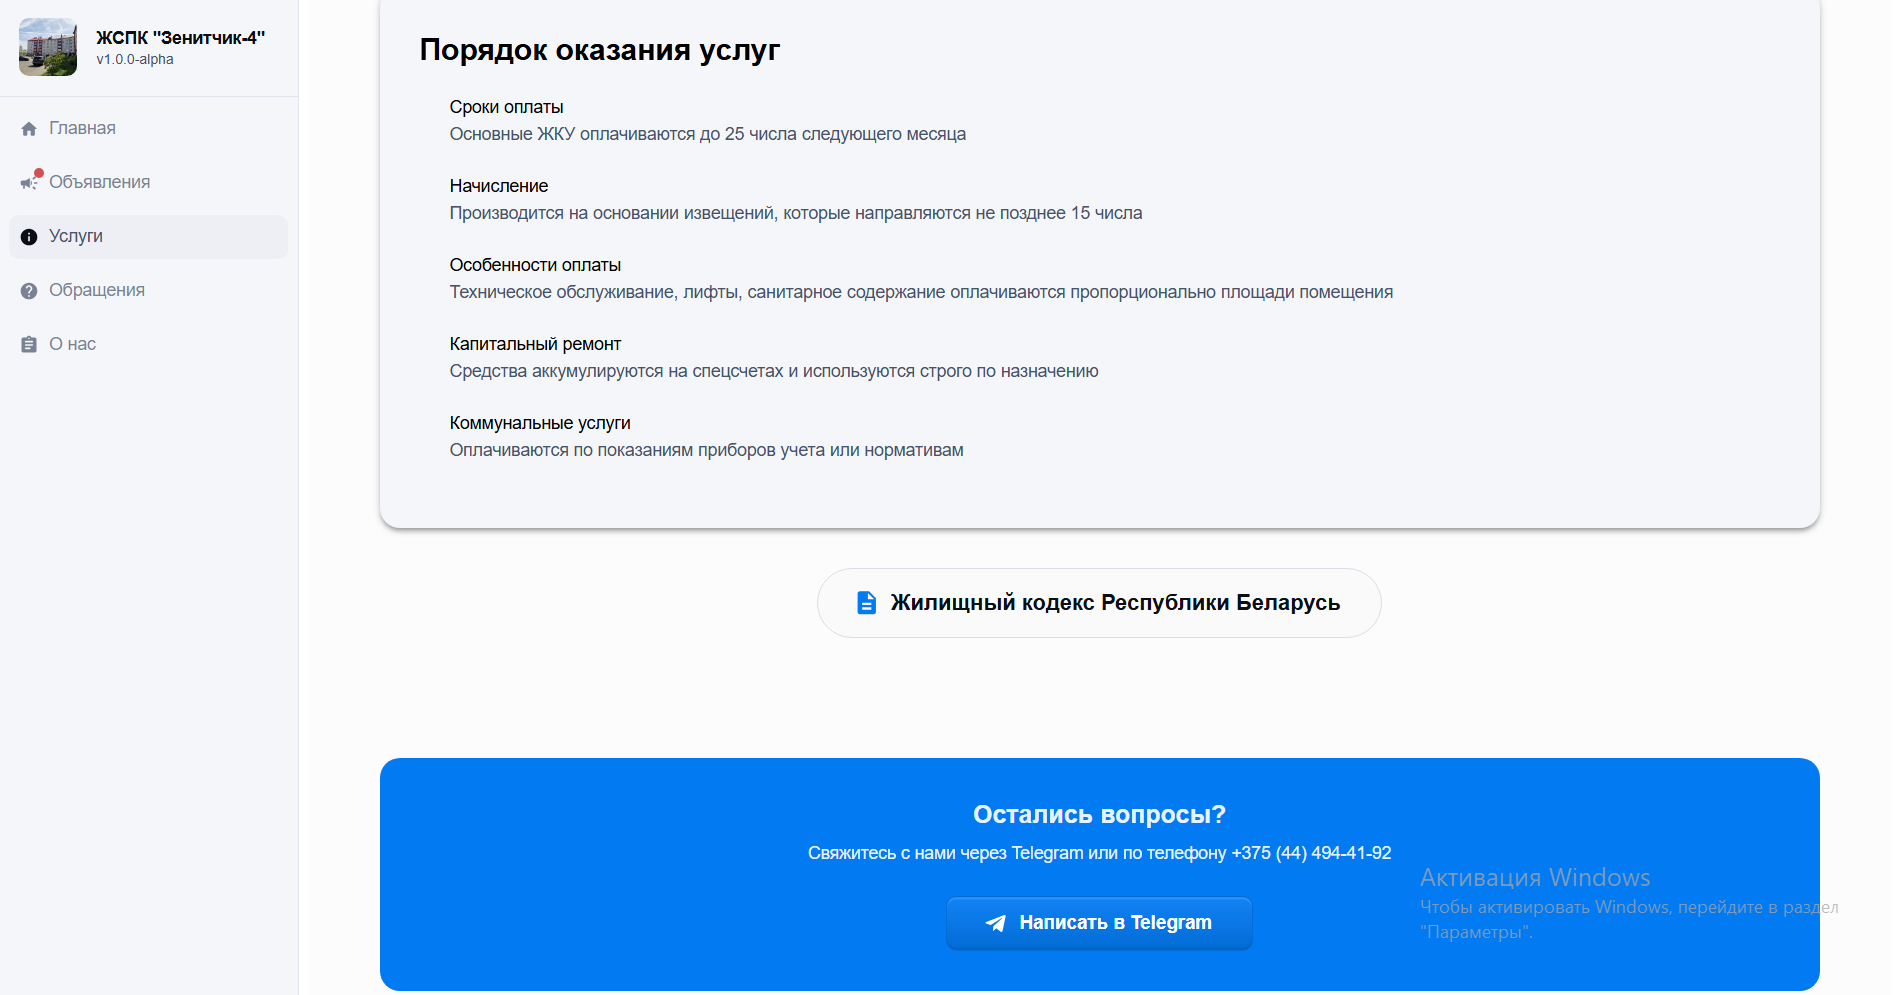 ЖСПК "Зенитчик-4"
v1.0.0-alpha
Главная
Объявления
Услуги
Обращения
О нас
Порядок оказания услуг
Сроки оплаты
Основные ЖКУ оплачиваются до 25 числа следующего месяца
Начисление
Производится на основании извещений, которые направляются не позднее 15 числа
Особенности оплаты
Техническое обслуживание, лифты, санитарное содержание оплачиваются пропорционально площади помещения
Капитальный ремонт
Средства аккумулируются на спецсчетах и используются строго по назначению
Коммунальные услуги
Оплачиваются по показаниям приборов учета или нормативам
Жилищный кодекс Республики Беларусь
Остались вопросы?
Свяжитесь с нами через Telegram или по телефону +375 (44) 494-41-92
Написать в Telegram
Активация Windows
Чтобы активировать Windows, перейдите в раздел
"Параметры".